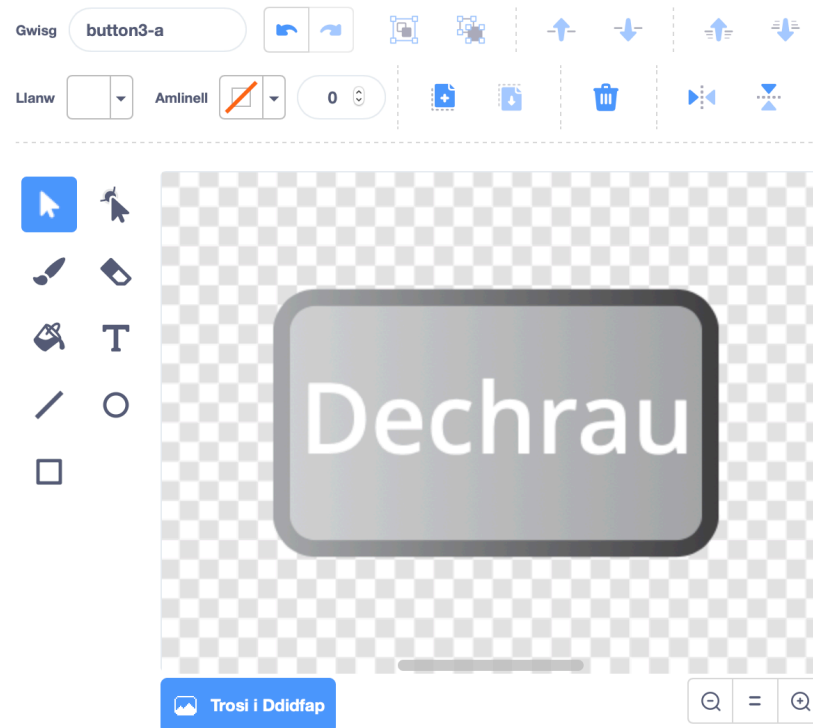 Gwisg button3-a
Llanw Amlinell 0
Dechrau
Trosi i Ddidfap